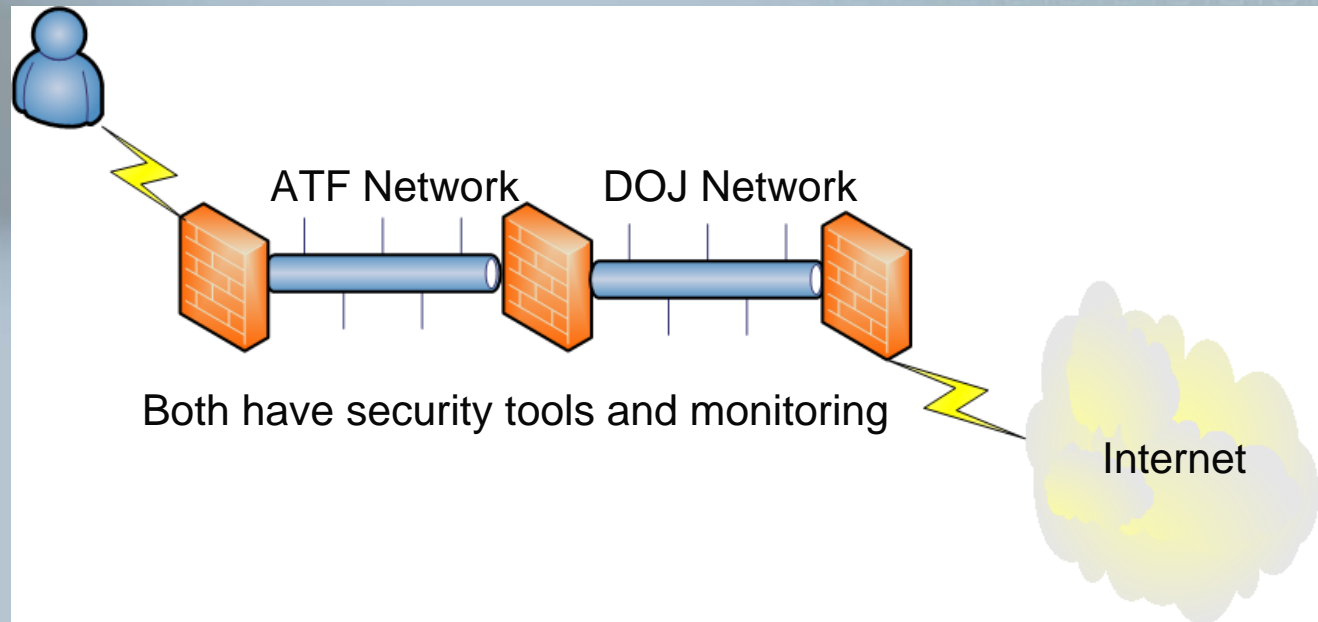 ATF Network
DOJ Network
Both have security tools and monitoring
Internet